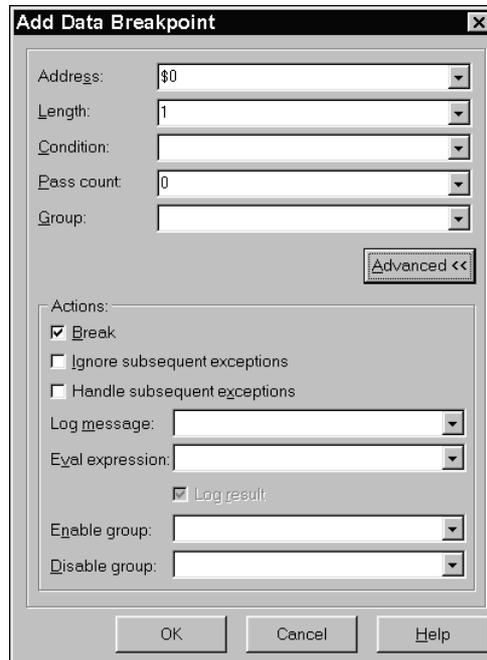 Add Data Breakpoint
Address: $0
Length: 1
Condition:
Pass count: 0
Group:
Advanced <<
Actions:
Break
Ignore subsequent exceptions
Handle subsequent exceptions
Log message:
Eval expression:
Log result
Enable group:
Disable group:
OK Cancel Help